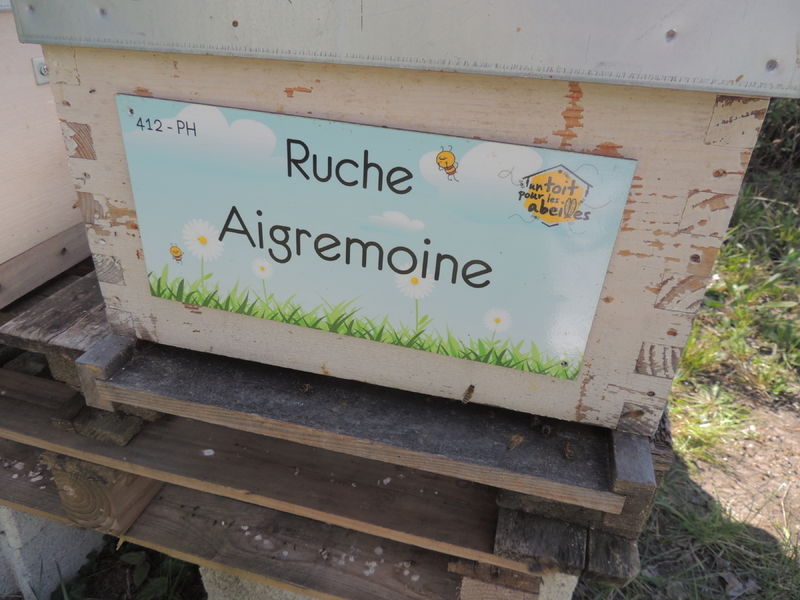 412 - PH
Ruche
Aigremoine
un toit
pour les
abeilles